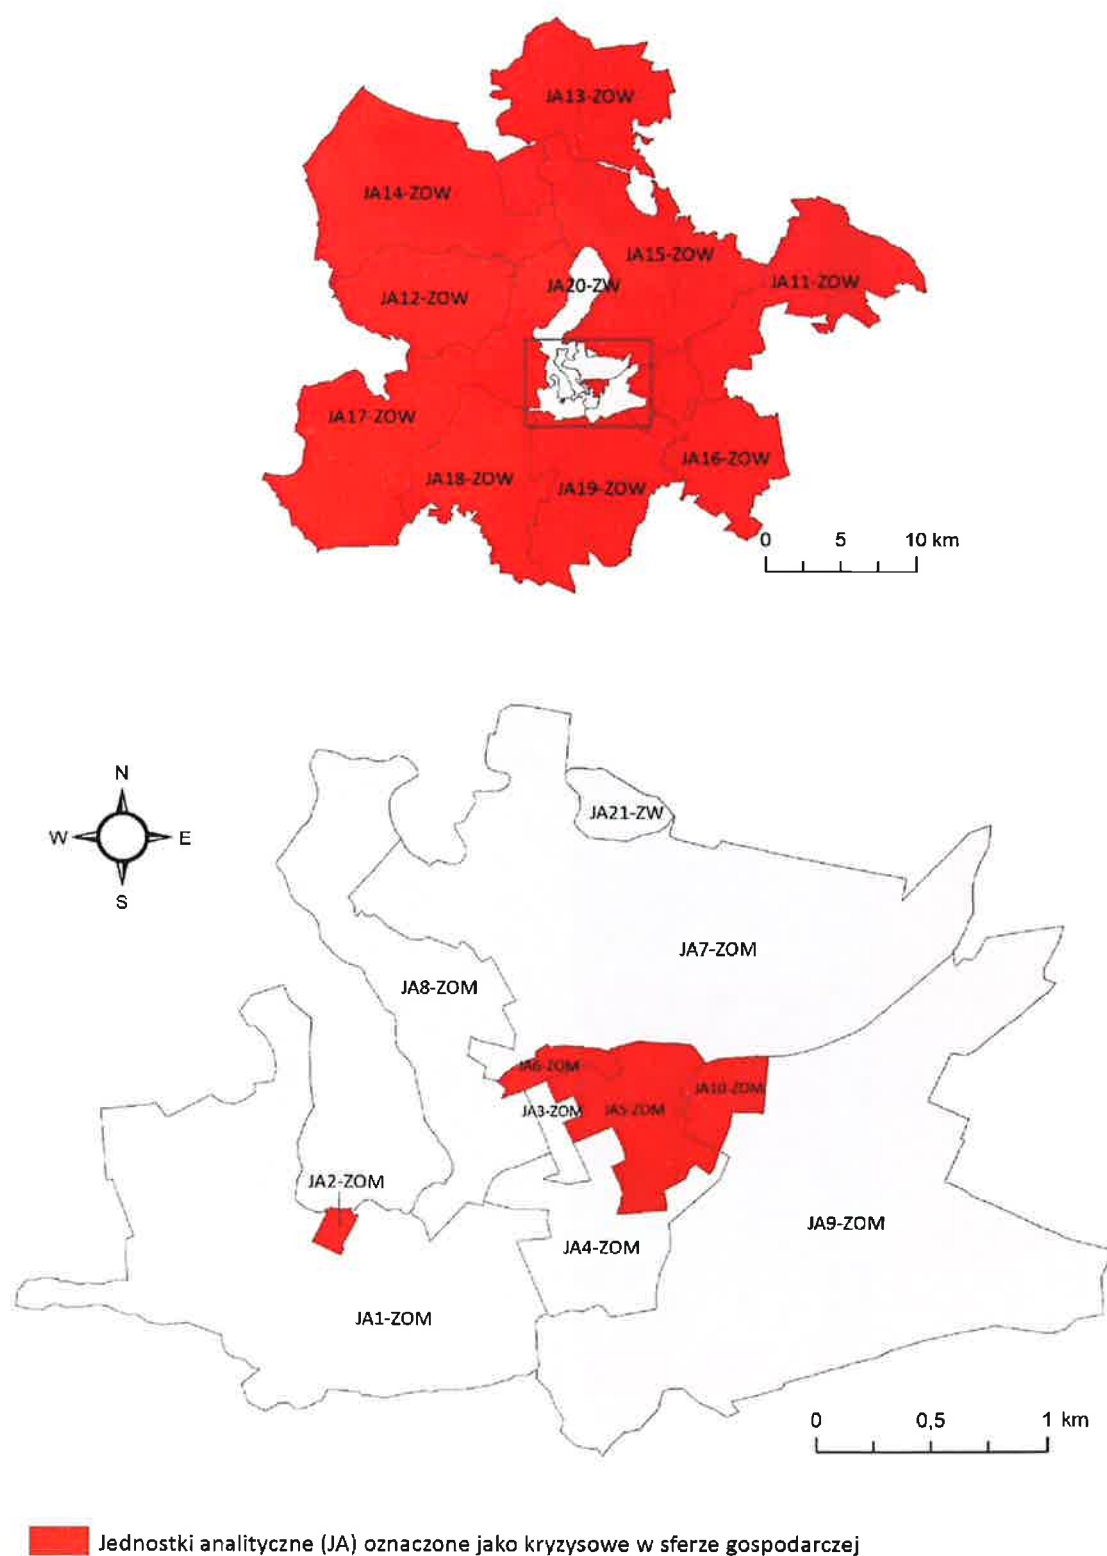 JA13-ZOW
JA14-ZOW
JA15-ZOW
JA11-ZOW
JA20-ZW
JA12-ZOW
JA17-ZOW
JA16-ZOW
JA18-ZOW
JA19-ZOW
0 5 10 km
N
W E
S
JA21-ZW
JA7-ZOM
JA8-ZOM
JA6-ZOM
JA10-ZOM
JA3-ZOM
JA5-ZOM
JA2-ZOM
JA9-ZOM
JA4-ZOM
JA1-ZOM
0 0,5 1 km
Jednostki analityczne (JA) oznaczone jako kryzysowe w sferze gospodarczej